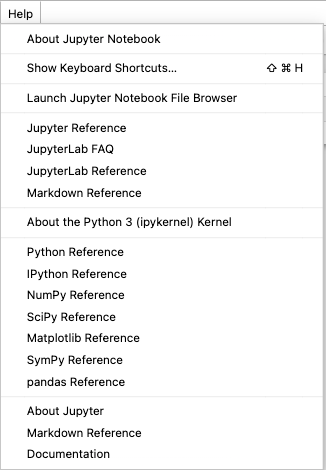 Help
About Jupyter Notebook
Show Keyboard Shortcuts... ⇧ ⌘ H
Launch Jupyter Notebook File Browser
Jupyter Reference
JupyterLab FAQ
JupyterLab Reference
Markdown Reference
About the Python 3 (ipykernel) Kernel
Python Reference
IPython Reference
NumPy Reference
SciPy Reference
Matplotlib Reference
SymPy Reference
pandas Reference
About Jupyter
Markdown Reference
Documentation